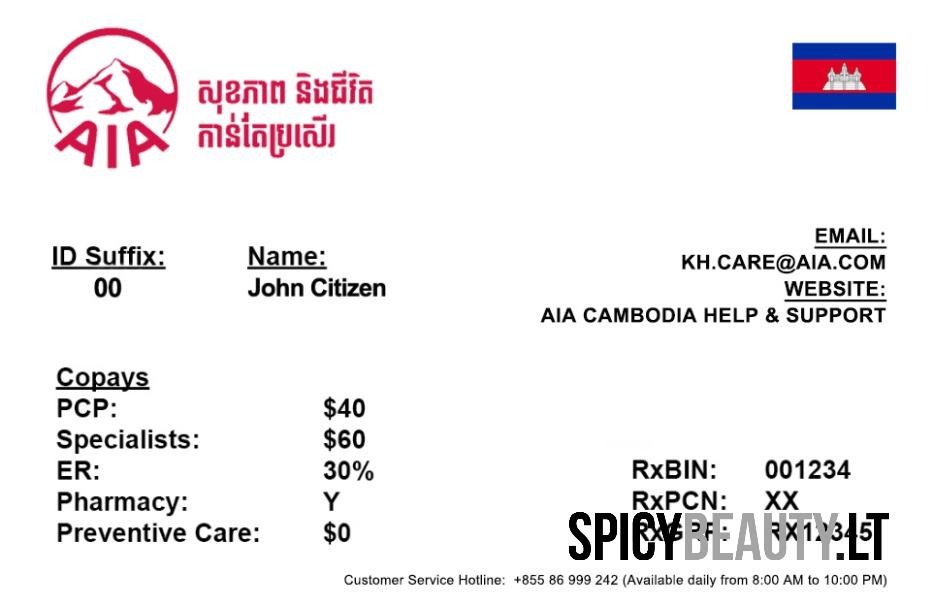 AIA
សុខភាព និងជីវិត
កាន់តែប្រសើរ
ID Suffix: Name:
00 John Citizen
EMAIL:
KH.CARE@AIA.COM
WEBSITE:
AIA CAMBODIA HELP & SUPPORT
Copays
PCP: $40
Specialists: $60
ER: 30%
Pharmacy: Y
Preventive Care: $0
RxBIN: 001234
RxPCN: XX
RxGRP: RX12345
SPICYBEAUTY.LT
Customer Service Hotline: +855 86 999 242 (Available daily from 8:00 AM to 10:00 PM)